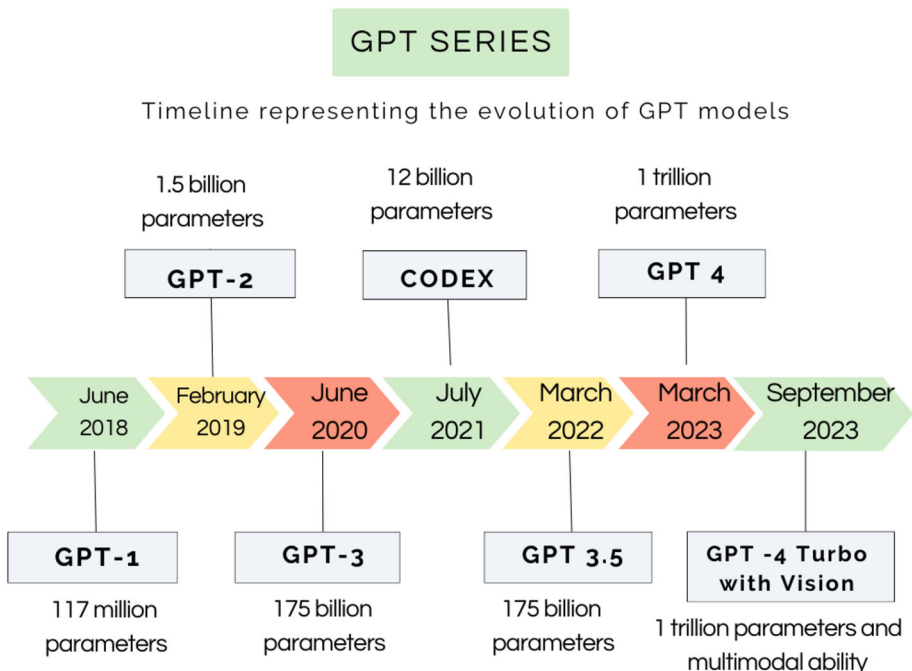 GPT SERIES
Timeline representing the evolution of GPT models
1.5 billion
parameters
12 billion
parameters
1 trillion
parameters
GPT-2
CODEX
GPT 4
June
2018
February
2019
June
2020
July
2021
March
2022
March
2023
September
2023
GPT-1
GPT-3
GPT 3.5
GPT -4 Turbo
with Vision
117 million
parameters
175 billion
parameters
175 billion
parameters
1 trillion parameters and
multimodal ability